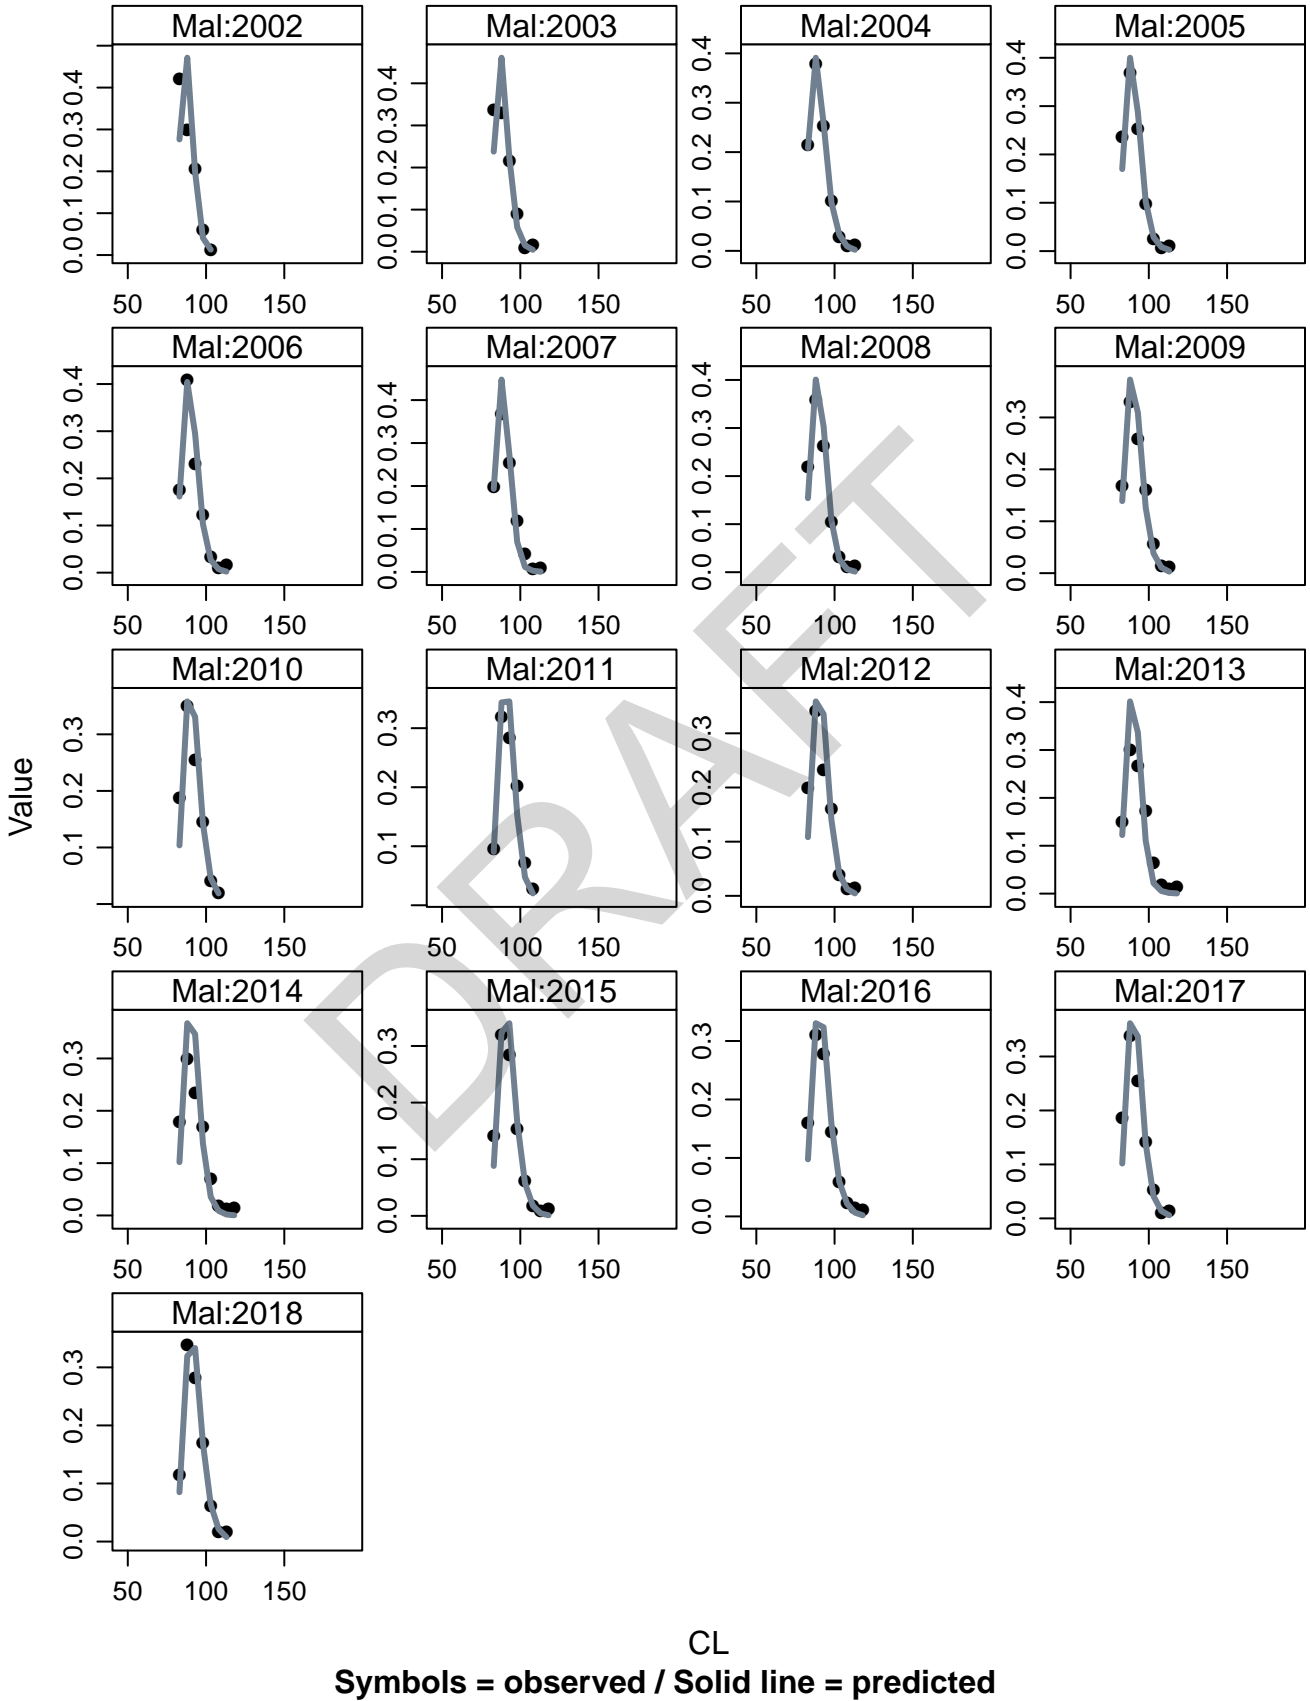 Mal:2002 Mal:2003 Mal:2004 Mal:2005
0.0 0.1 0.2 0.3 0.4
0.0 0.1 0.2 0.3 0.4
0.0 0.1 0.2 0.3 0.4
0.0 0.1 0.2 0.3 0.4
50 100 150 50 100 150 50 100 150 50 100 150
Mal:2006 Mal:2007 Mal:2008 Mal:2009
0.0 0.1 0.2 0.3 0.4
0.0 0.1 0.2 0.3 0.4
0.0 0.1 0.2 0.3 0.4
0.0 0.1 0.2 0.3
50 100 150 50 100 150 50 100 150 50 100 150
Mal:2010 Mal:2011 Mal:2012 Mal:2013
0.1 0.2 0.3
0.1 0.2 0.3
0.0 0.1 0.2 0.3
0.0 0.1 0.2 0.3 0.4
50 100 150 50 100 150 50 100 150 50 100 150
Mal:2014 Mal:2015 Mal:2016 Mal:2017
0.0 0.1 0.2 0.3
0.0 0.1 0.2 0.3
0.0 0.1 0.2 0.3
0.0 0.1 0.2 0.3
50 100 150 50 100 150 50 100 150 50 100 150
Mal:2018
0.0 0.1 0.2 0.3
50 100 150
Value
DRAFT
CL
Symbols = observed / Solid line = predicted